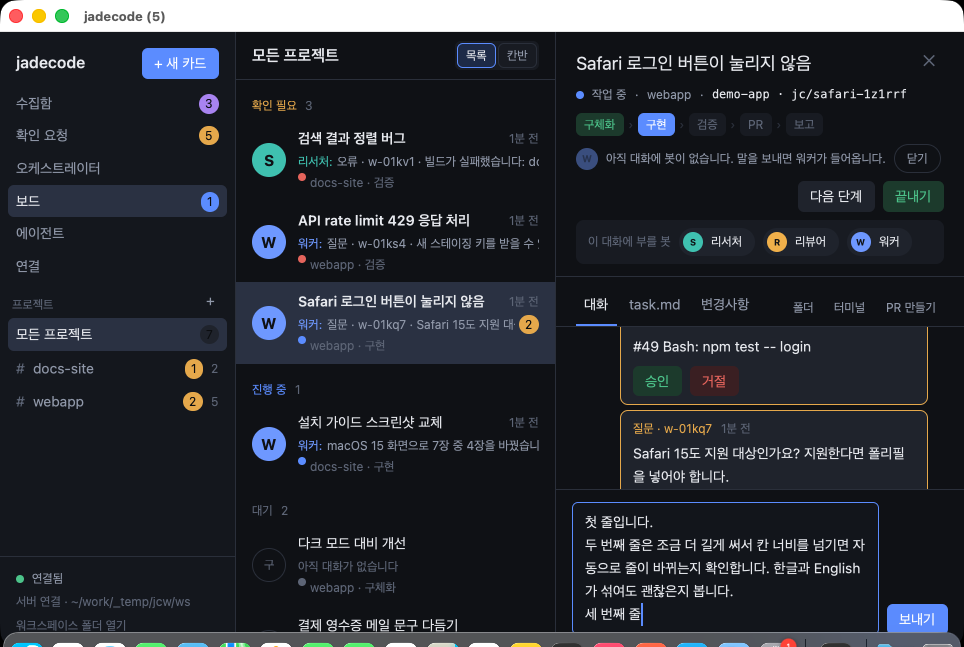 jadecode (5)
jadecode
+ 새 카드
수집함 3
확인 요청 5
오케스트레이터
보드 1
에이전트
연결
프로젝트 +
모든 프로젝트 7
# docs-site 1 2
# webapp 2 5
연결됨
서버 연결 · ~/work/_temp/jcw/ws
워크스페이스 폴더 열기
모든 프로젝트
목록 칸반
확인 필요 3
S
검색 결과 정렬 버그 1분 전
리서처: 오류 · w-01kv1 · 빌드가 실패했습니다:
docs-site · 검증
W
API rate limit 429 응답 처리 1분 전
워커: 질문 · w-01ks4 · 새 스테이징 키를 받을 수
webapp · 검증
W
Safari 로그인 버튼이 눌리지 않음 1분 전
워커: 질문 · w-01kq7 · Safari 15도 지원 대 2
webapp · 구현
진행 중 1
W
설치 가이드 스크린샷 교체 1분 전
워커: macOS 15 화면으로 7장 중 4장을 바꿨습니
docs-site · 구현
대기 2
구
다크 모드 대비 개선
아직 대화가 없습니다
webapp · 구체화
결제 영수증 메일 문구 다듬기
Safari 로그인 버튼이 눌리지 않음
작업 중 · webapp · demo-app · jc/safari-1z1rrf
구체화 › 구현 › 검증 › PR › 보고
W 아직 대화에 봇이 없습니다. 말을 보내면 워커가 들어옵니다. 닫기
다음 단계 끝내기
이 대화에 부를 봇 S 리서처 R 리뷰어 W 워커
대화 task.md 변경사항 폴더 터미널 PR 만들기
#49 Bash: npm test -- login
승인 거절
질문 · w-01kq7 1분 전
Safari 15도 지원 대상인가요? 지원한다면 폴리필
을 넣어야 합니다.
첫 줄입니다.
두 번째 줄은 조금 더 길게 써서 칸 너비를 넘기면 자
동으로 줄이 바뀌는지 확인합니다. 한글과 English
가 섞여도 괜찮은지 봅니다.
세 번째 줄
보내기